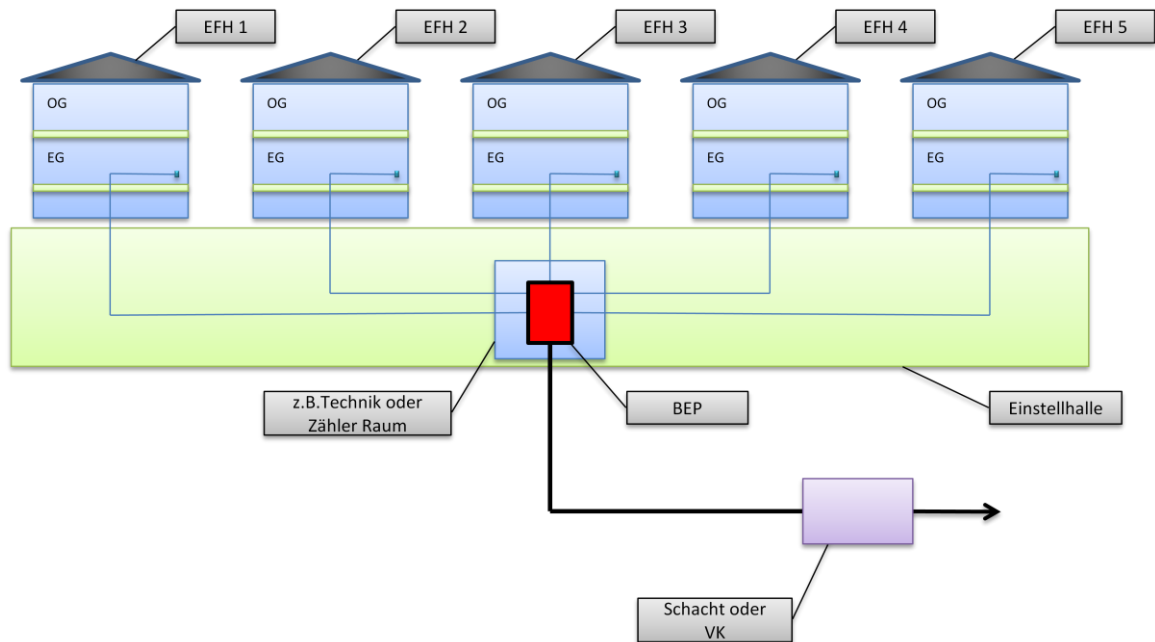 EFH 1
EFH 2
EFH 3
EFH 4
EFH 5
OG
OG
OG
OG
OG
EG
EG
EG
EG
EG
z.B.Technik oder
Zähler Raum
BEP
Einstellhalle
Schacht oder
VK